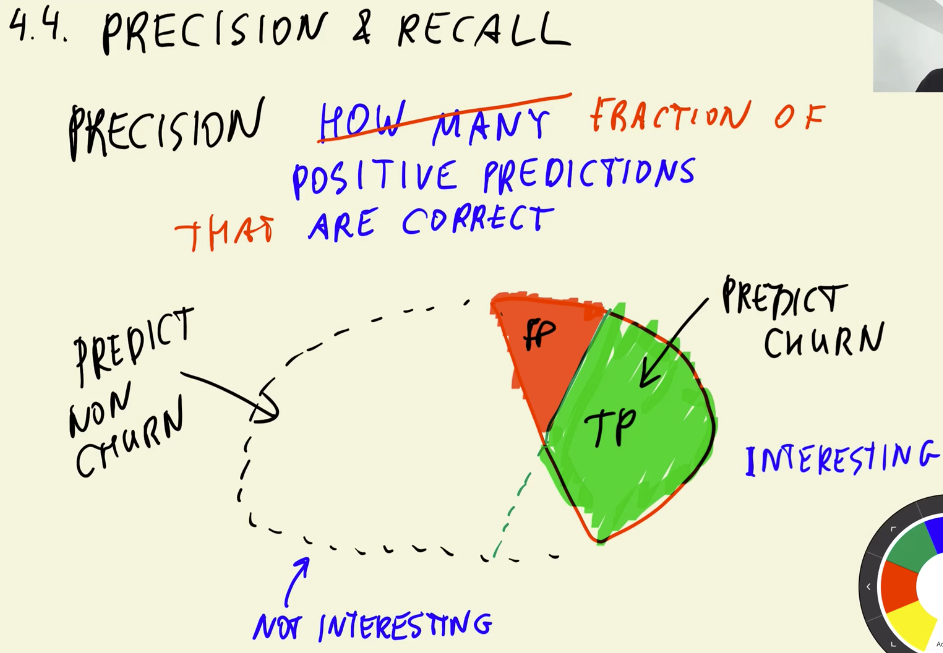 4.4. PRECISION & RECALL
PRECISION HOW MANY FRACTION OF
POSITIVE PREDICTIONS
THAT ARE CORRECT
PREDICT
NON
CHURN
FP
TP
PREDICT
CHURN
INTERESTING
NOT INTERESTING